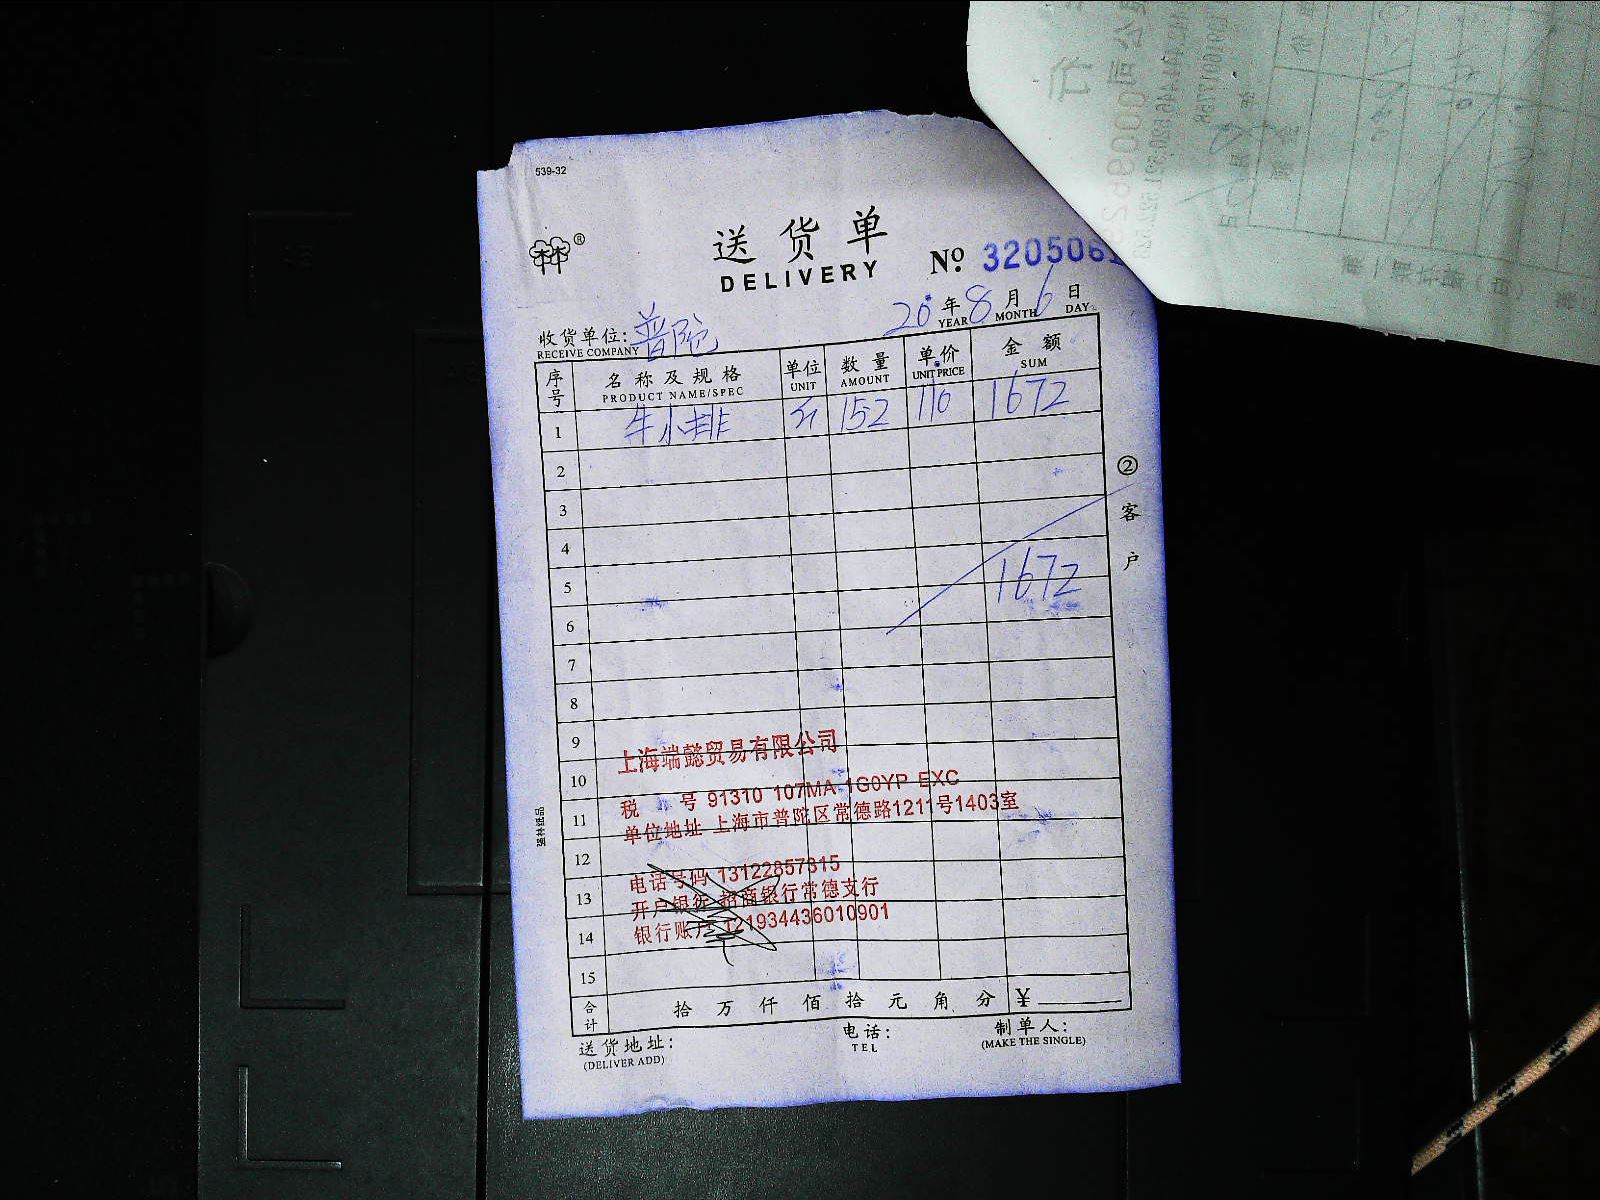 539-32
林林®
送货单
DELIVERY
№ 3205061
20年8月6日
YEAR MONTH DAY
收货单位:普陀
RECEIVE COMPANY
序号 名称及规格 单位 数量 单价 金额
PRODUCT NAME/SPEC UNIT AMOUNT UNIT PRICE SUM
1 牛小排 斤 152 110 1672
2
3
4
5 1672
6
7
8
9
10
11
12
13
14
15
上海端懿贸易有限公司
税 号 91310 107MA 1G0YP EXC
单位地址 上海市普陀区常德路1211号1403室
电话号码 13122857315
开户银行 招商银行常德支行
银行账户 121934436010901
合计 拾 万 仟 佰 拾 元 角 分 ¥
送货地址:
(DELIVER ADD)
电话:
TEL
制单人:
(MAKE THE SINGLE)
②客户